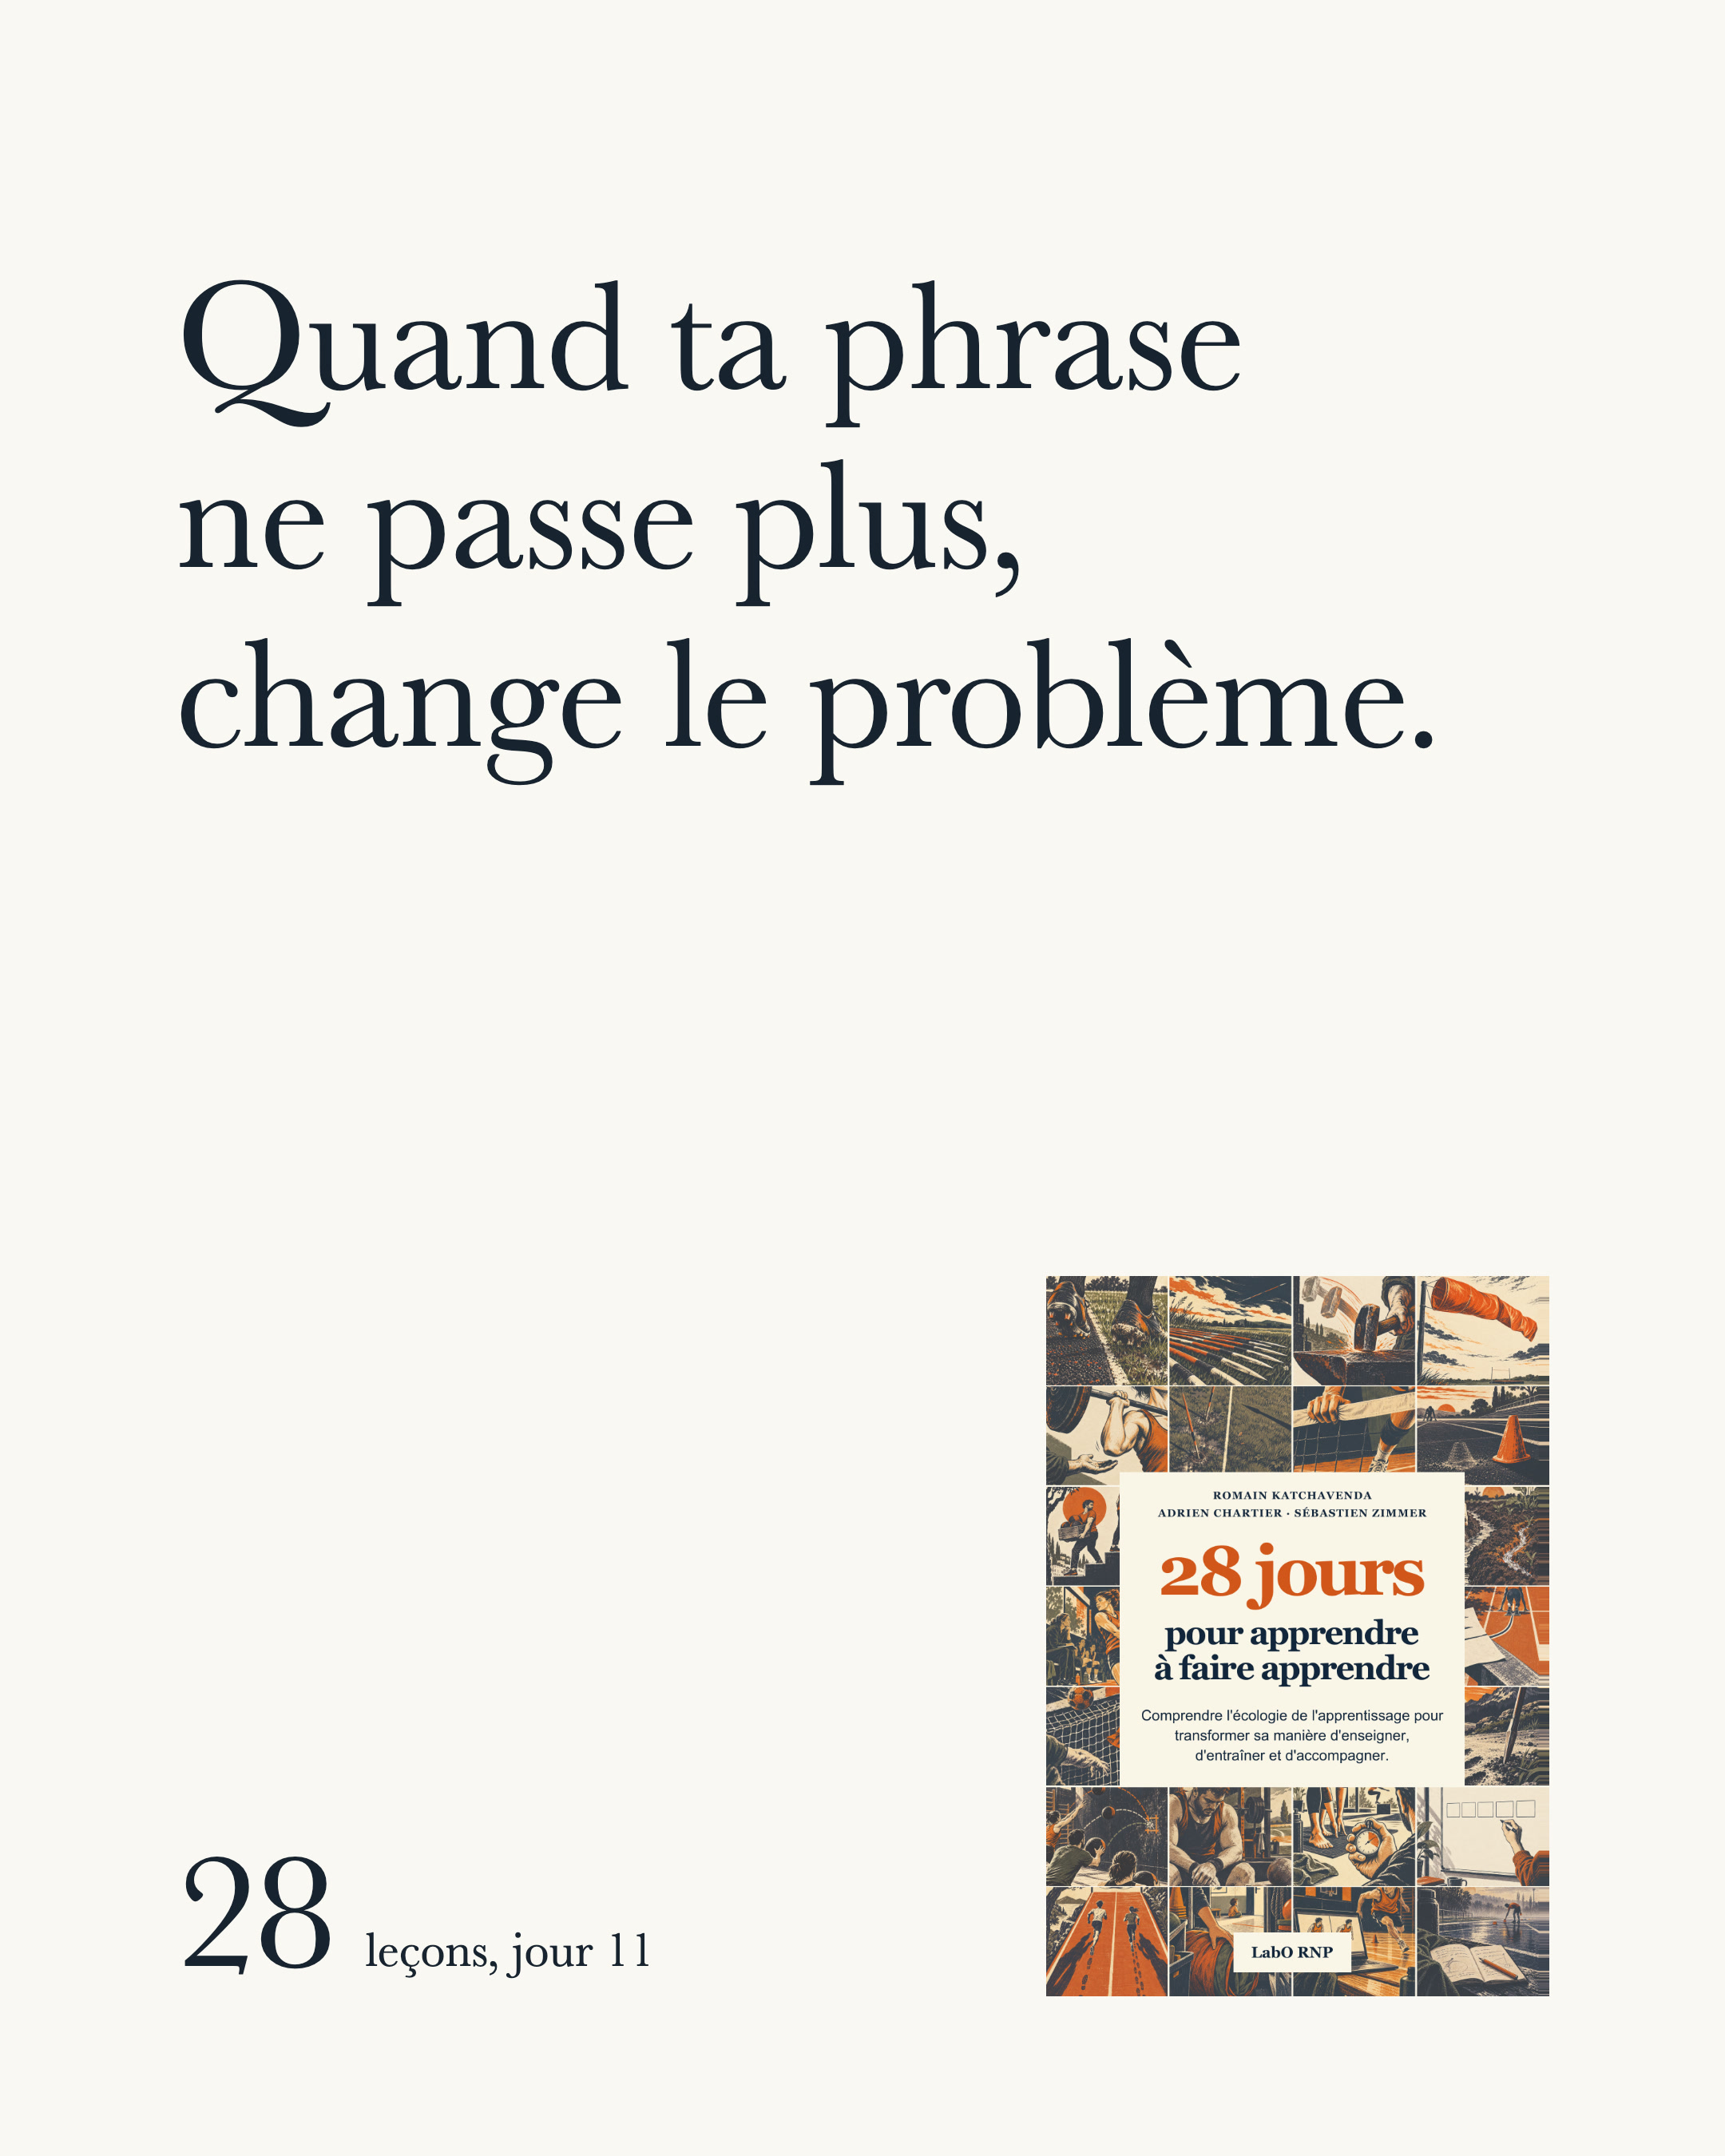 Quand ta phrase
ne passe plus,
change le problème.
ROMAIN KATCHAVENDA
ADRIEN CHARTIER · SÉBASTIEN ZIMMER
28 jours
pour apprendre
à faire apprendre
Comprendre l'écologie de l'apprentissage pour
transformer sa manière d'enseigner,
d'entraîner et d'accompagner.
LabO RNP
28 leçons, jour 11